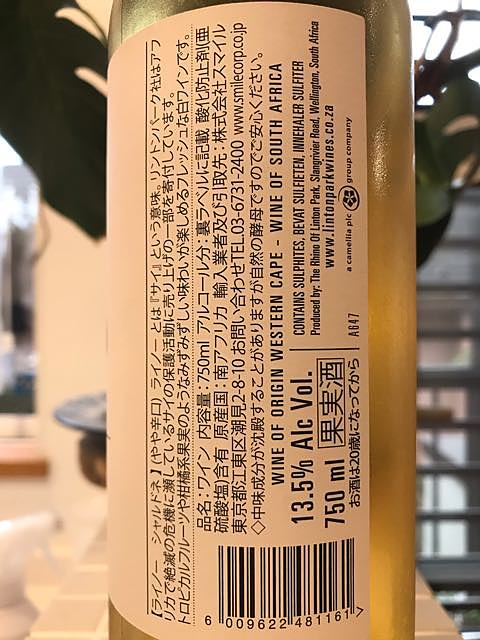 【ライノー シャルドネ】(やや辛口) ライノー とは『サイ』という意味。リントンパーク社はアフ
リカで絶滅の危機に瀕しているサイの保護活動に売り上げの一部を寄付しています。
トロピカルフルーツや柑橘系果実のようなみずみずしい味わいが楽しめるフレッシュな白ワインです。
品名：ワイン 内容量：750ml アルコール分：裏ラベルに記載 酸化防止剤(亜
硫酸塩)含有 原産国：南アフリカ 輸入業者及び引取先：株式会社スマイル
東京都江東区潮見2-8-10 お問い合わせTEL.03-6731-2400 www.smilecorp.co.jp
◇中味成分が沈殿することがありますが自然の酵母ですのでご安心ください。
WINE OF ORIGIN WESTERN CAPE - WINE OF SOUTH AFRICA
13.5% Alc Vol.
750 ml 果実酒
お酒は20歳になってから
CONTAINS SULPHITES, BEVAT SULFIETEN, INNEHALER SULFITER
Produced by: The Rhino Of Linton Park, Slangrivier Road, Wellington, South Africa
www.lintonparkwines.co.za
a camellia plc group company
A647
6 009622 481161 >